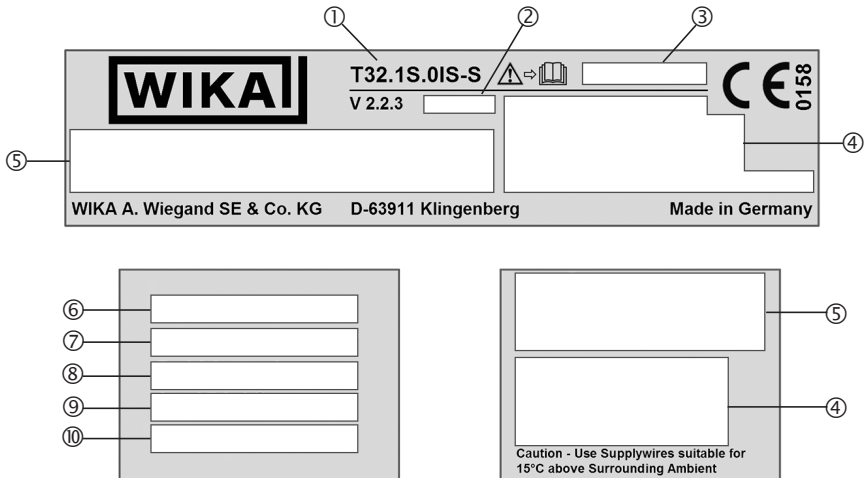 ① ② ③
WIKA T32.1S.0IS-S CE 0158
V 2.2.3
④
⑤
WIKA A. Wiegand SE & Co. KG D-63911 Klingenberg Made in Germany
⑥
⑦
⑧
⑨
⑩
⑤
④
Caution - Use Supplywires suitable for
15°C above Surrounding Ambient